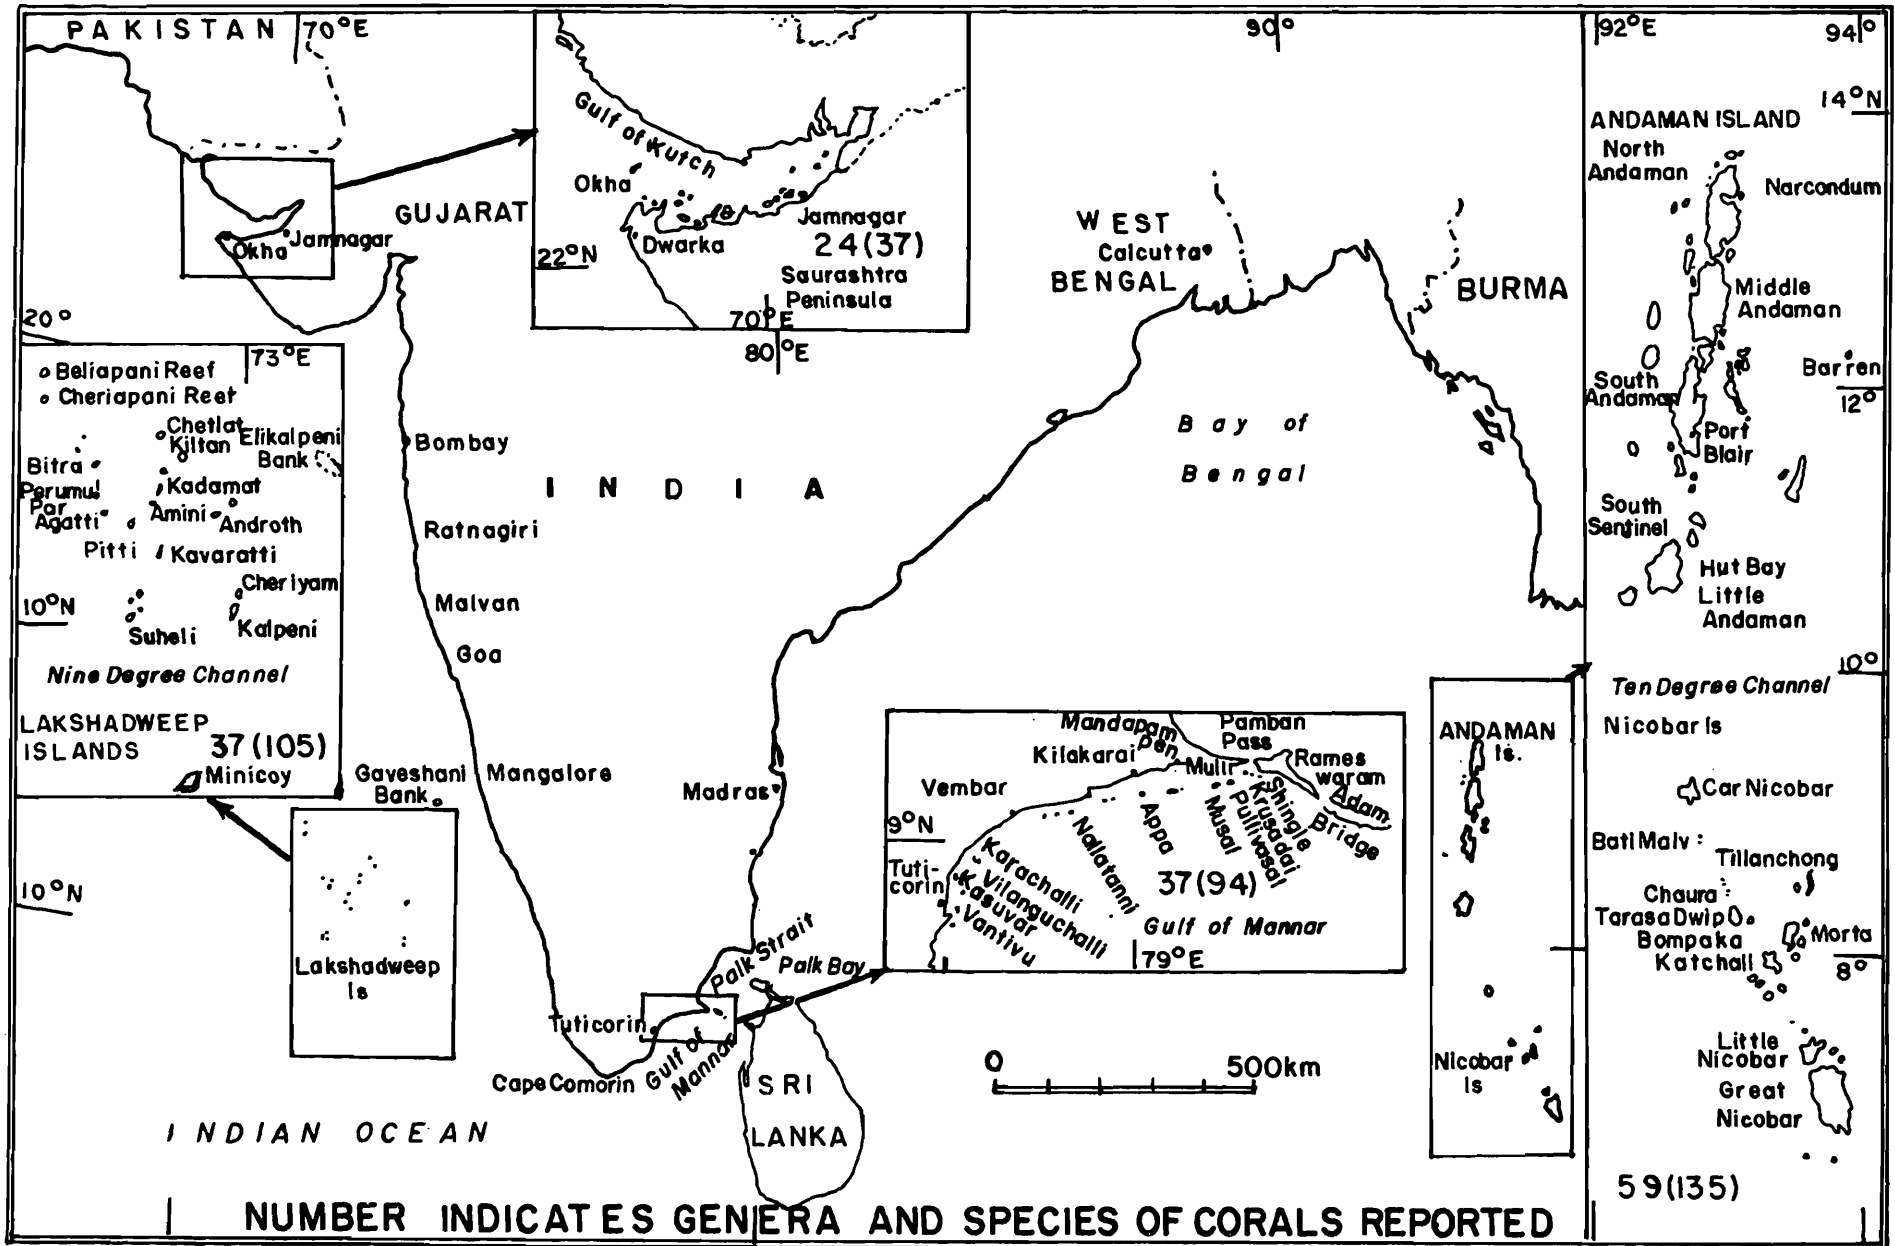 PAKISTAN
70°E
90°
92°E
94°
14°N
Gulf of Kutch
Okha
Dwarka
Jamnagar
24(37)
22°N
Saurashtra
Peninsula
70°E
80°E
GUJARAT
Jamnagar
Okha
20°
73°E
Beliapani Reef
Cheriapani Reef
Chetlat
Kiltan
Elikalpeni
Bank
Bitra
Perumul
Par
Kadamat
Agatti
Amini
Androth
Pitti
Kavaratti
Cheriyam
10°N
Suheli
Kalpeni
Nine Degree Channel
LAKSHADWEEP
ISLANDS
37(105)
Minicoy
Gaveshani
Bank
10°N
Lakshadweep
Is
Bombay
INDIA
Ratnagiri
Malvan
Goa
Mangalore
Madras
Palk Strait
Palk Bay
Tuticorin
Gulf of
Mannar
Cape Comorin
SRI
LANKA
INDIAN OCEAN
WEST
Calcutta
BENGAL
BURMA
Bay of
Bengal
Mandapam
Pen
Pamban
Pass
Kilakarai
Mulli
Rames
waram
Vembar
Adam
Bridge
9°N
Shingle
Krusadai
Pullivasal
Musal
Appa
Nallatanni
Tuti-
corin
Karachalli
Vilanguchalli
Kasuvar
Vantivu
37(94)
Gulf of Mannar
79°E
0 500km
ANDAMAN
Is.
Nicobar
Is
ANDAMAN ISLAND
North
Andaman
Narcondum
Middle
Andaman
Barren
12°
South
Andaman
Port
Blair
South
Sentinel
Hut Bay
Little
Andaman
10°
Ten Degree Channel
Nicobar Is
Car Nicobar
Bati Malv
Tillanchong
Chaura
Tarasa Dwip
Bompaka
Morta
Katchall
8°
Little
Nicobar
Great
Nicobar
59(135)
NUMBER INDICATES GENERA AND SPECIES OF CORALS REPORTED